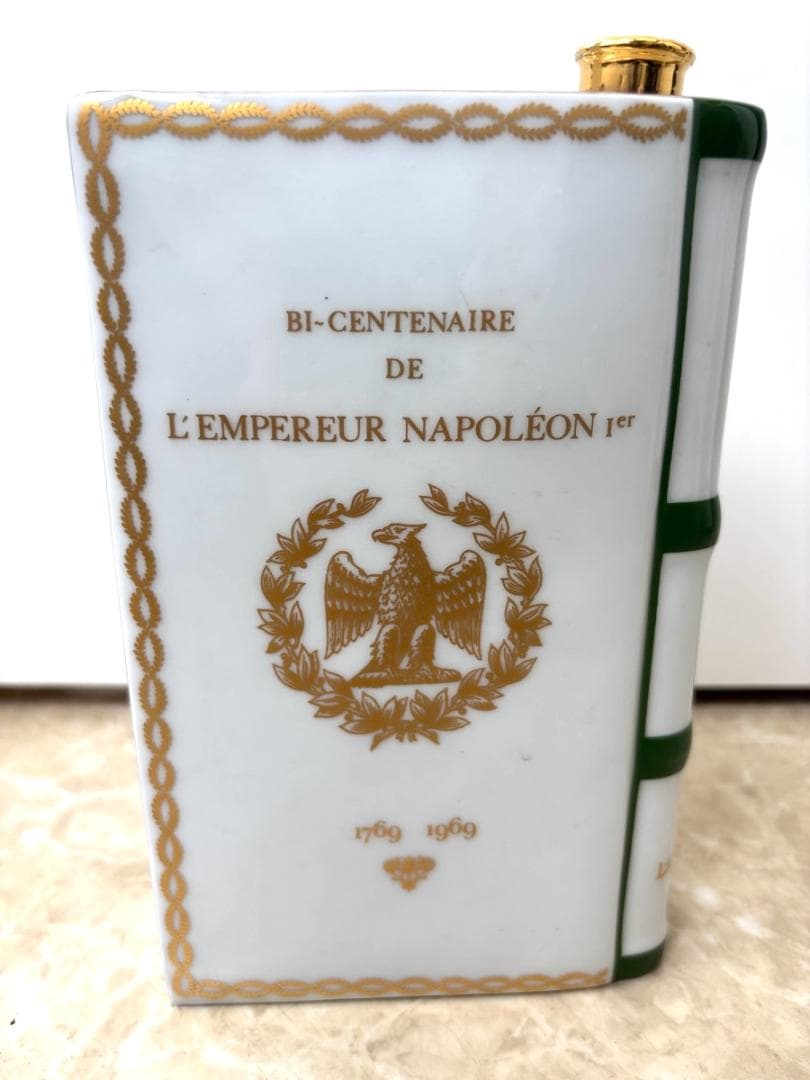 BI~CENTENAIRE
DE
L'EMPEREUR NAPOLÉON Ier
1769 1969